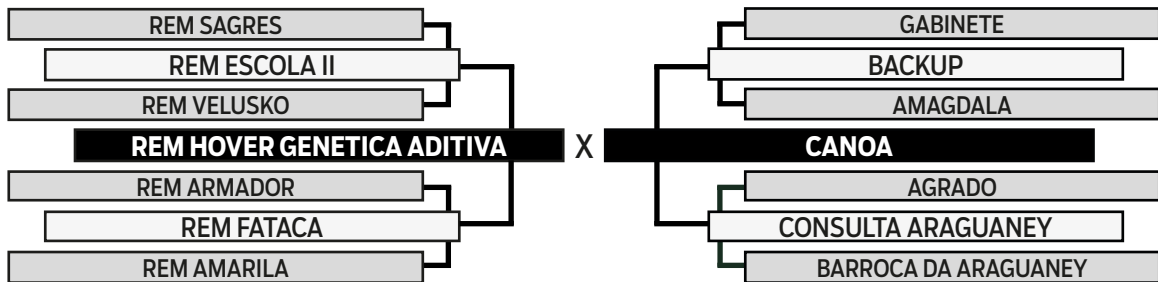 REM SAGRES
REM ESCOLA II
REM VELUSKO
REM HOVER GENETICA ADITIVA
REM ARMADOR
REM FATACA
REM AMARILA
X
GABINETE
BACKUP
AMAGDALA
CANOA
AGRADO
CONSULTA ARAGUANEY
BARROCA DA ARAGUANEY